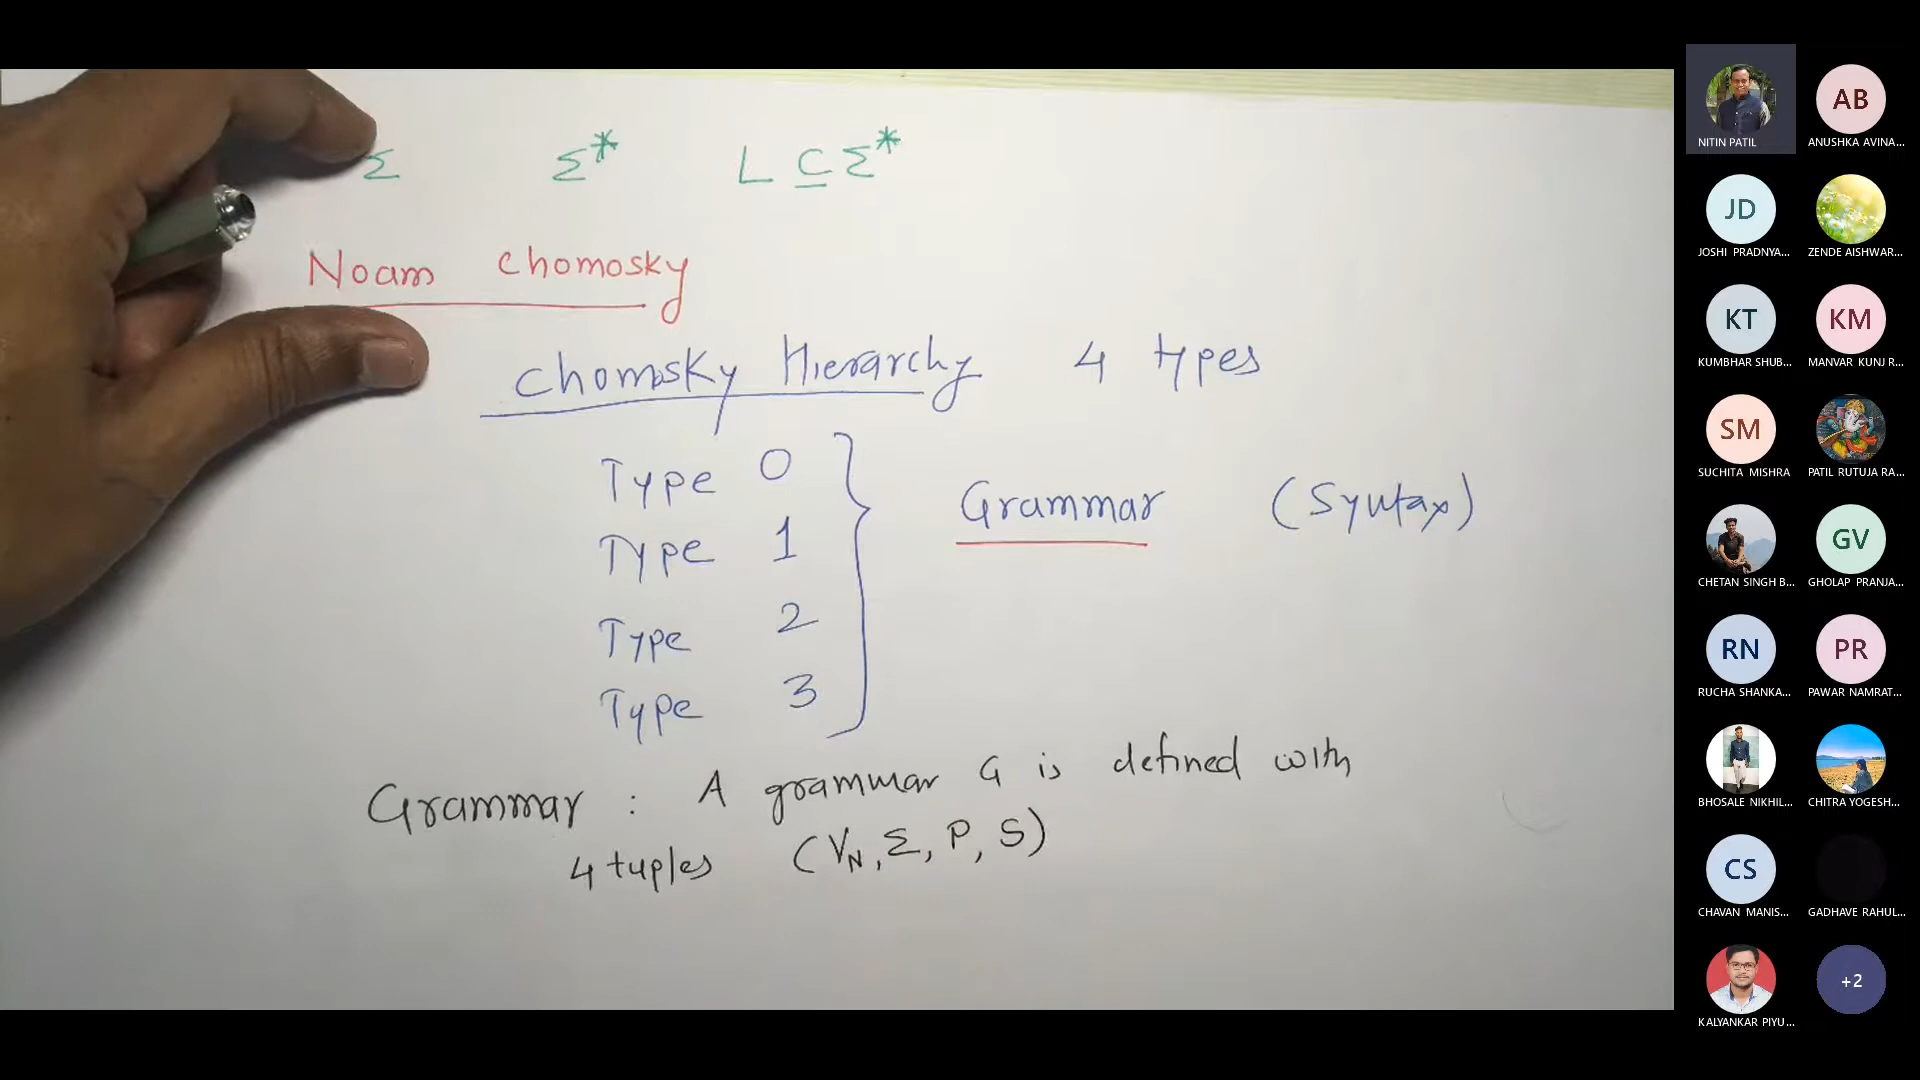 Σ Σ* L ⊆ Σ*
Noam Chomosky
Chomosky Hierarchy 4 types
Type 0
Type 1
Type 2
Type 3
Grammar (Syntax)
Grammar : A grammar G is defined with
4 tuples (VN, Σ, P, S)
NITIN PATIL
AB
ANUSHKA AVINA...
JD
JOSHI PRADNYA...
ZENDE AISHWAR...
KT
KUMBHAR SHUB...
KM
MANVAR KUNJ R...
SM
SUCHITA MISHRA
PATIL RUTUJA RA...
CHETAN SINGH B...
GV
GHOLAP PRANJA...
RN
RUCHA SHANKA...
PR
PAWAR NAMRAT...
BHOSALE NIKHIL...
CHITRA YOGESH...
CS
CHAVAN MANIS...
GADHAVE RAHUL...
KALYANKAR PIYU...
+2